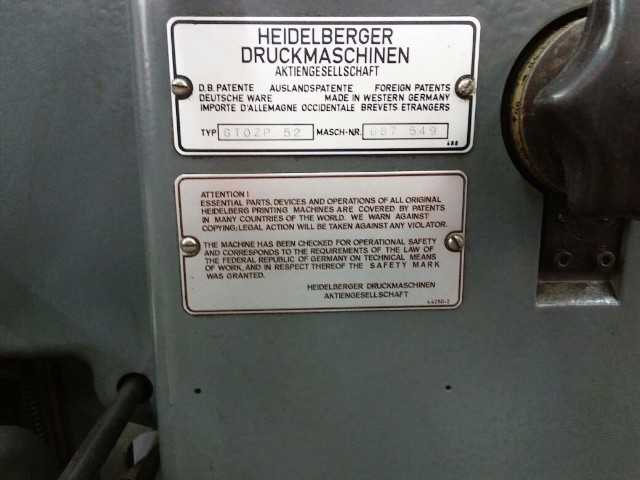 HEIDELBERGER
DRUCKMASCHINEN
AKTIENGESELLSCHAFT
D.B. PATENTE AUSLANDSPATENTE FOREIGN PATENTS
DEUTSCHE WARE MADE IN WESTERN GERMANY
IMPORTE D'ALLEMAGNE OCCIDENTALE BREVETS ETRANGERS
TYP GTOZP 52 MASCH-NR. 687 549
488
ATTENTION!
ESSENTIAL PARTS, DEVICES AND OPERATIONS OF ALL ORIGINAL
HEIDELBERG PRINTING MACHINES ARE COVERED BY PATENTS
IN MANY COUNTRIES OF THE WORLD. WE WARN AGAINST
COPYING; LEGAL ACTION WILL BE TAKEN AGAINST ANY VIOLATOR.
THE MACHINE HAS BEEN CHECKED FOR OPERATIONAL SAFETY
AND CORRESPONDS TO THE REQUIREMENTS OF THE LAW OF
THE FEDERAL REPUBLIC OF GERMANY ON TECHNICAL MEANS
OF WORK, AND IN RESPECT THEREOF THE SAFETY MARK
WAS GRANTED.
HEIDELBERGER DRUCKMASCHINEN
AKTIENGESELLSCHAFT
44250-2